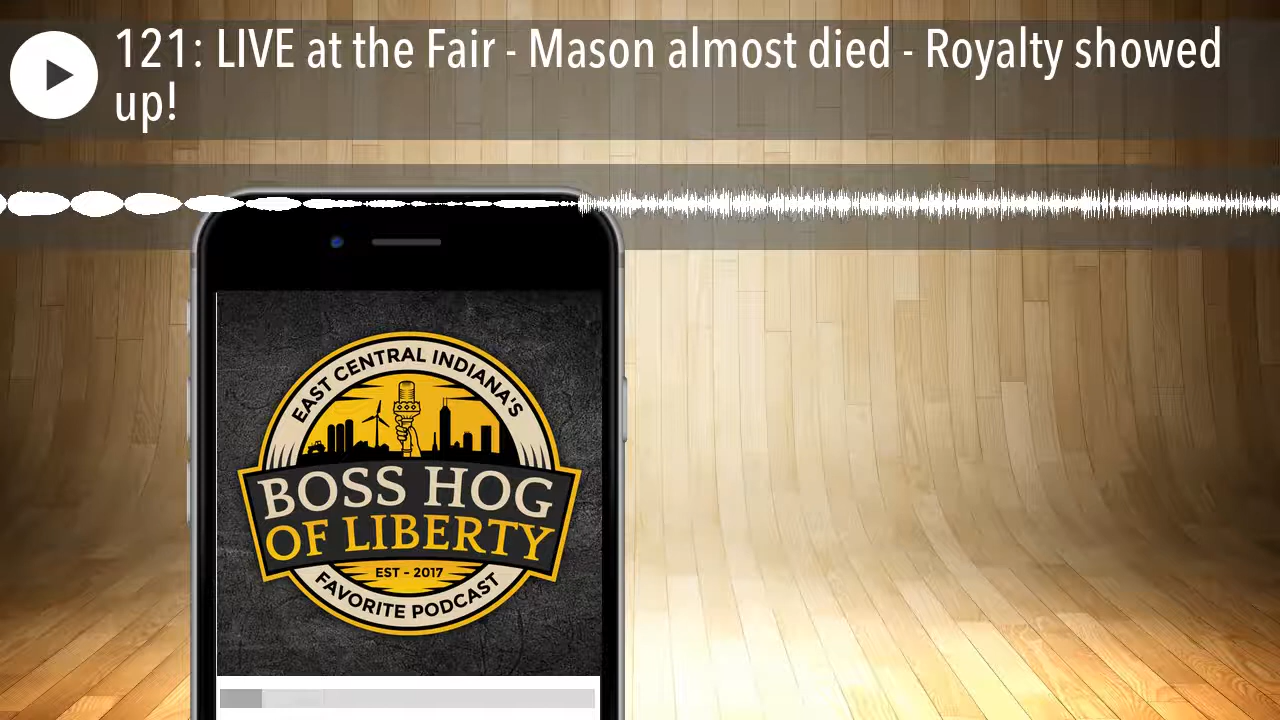 121: LIVE at the Fair - Mason almost died - Royalty showed
up!
EAST CENTRAL INDIANA'S
BOSS HOG
OF LIBERTY
EST - 2017
FAVORITE PODCAST